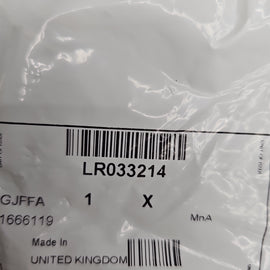 LR033214
GJFFA 1 X
1666119 MnA
Made In
UNITED KINGDOM